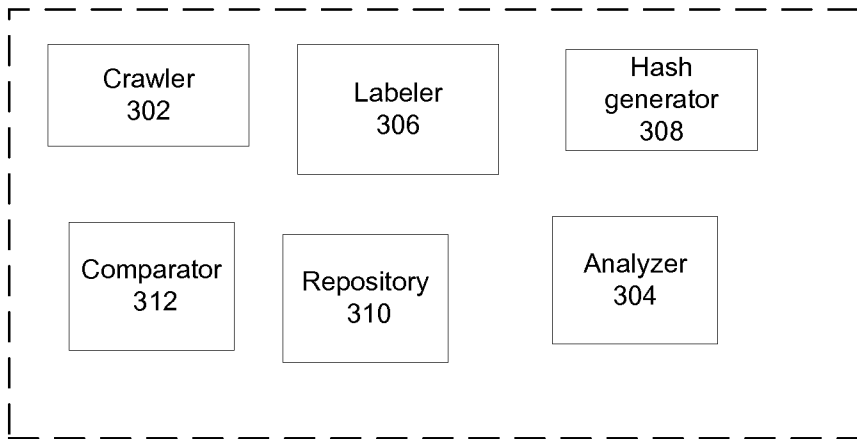 Crawler
302
Labeler
306
Hash
generator
308
Comparator
312
Repository
310
Analyzer
304